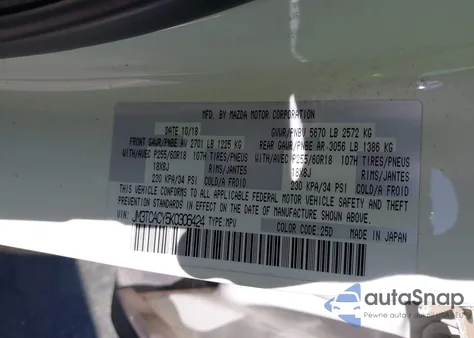 MFD. BY MAZDA MOTOR CORPORATION
DATE 10/18 GVWR/PNBV 5670 LB 2572 KG
FRONT GAWR/PNBE AV 2701 LB 1225 KG REAR GAWR/PNBE AR-3056 LB 1386 KG
WITH/AVEC P255/60R18 107H TIRES/PNEUS WITH/AVEC P255/60R18 107H TIRES/PNEUS
18X8J RIMS/JANTES 18X8J RIMS/JANTES
230 KPA/34 PSI COLD/A FROID 230 KPA/34 PSI COLD/A FROID
THIS VEHICLE CONFORMS TO ALL APPLICABLE FEDERAL MOTOR VEHICLE SAFETY AND THEFT
PREVENTION STANDARDS IN EFFECT ON THE DATE OF MANUFACTURE SHOWN ABOVE.
VIN: JM3TCACY5K0306424 TYPE:MPV
COLOR CODE:25D MADE IN JAPAN
autoSnap
Pewne auta z